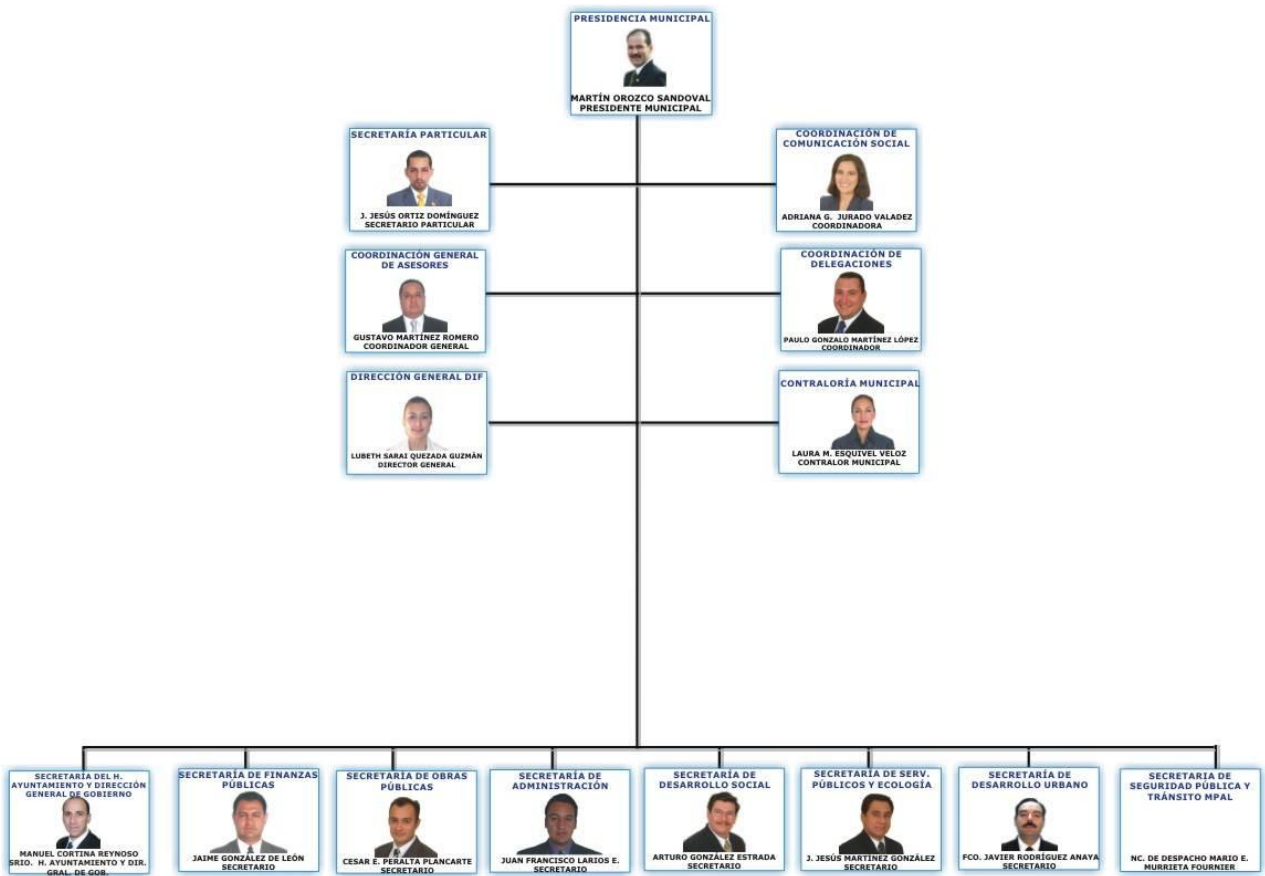 PRESIDENCIA MUNICIPAL
MARTÍN OROZCO SANDOVAL
PRESIDENTE MUNICIPAL
SECRETARÍA PARTICULAR
J. JESÚS ORTIZ DOMÍNGUEZ
SECRETARIO PARTICULAR
COORDINACIÓN DE
COMUNICACIÓN SOCIAL
ADRIANA G. JURADO VALADEZ
COORDINADORA
COORDINACIÓN GENERAL
DE ASESORES
GUSTAVO MARTÍNEZ ROMERO
COORDINADOR GENERAL
COORDINACIÓN DE
DELEGACIONES
PAULO GONZALO MARTÍNEZ LÓPEZ
COORDINADOR
DIRECCIÓN GENERAL DIF
LUBETH SARAI QUEZADA GUZMÀN
DIRECTOR GENERAL
CONTRALORÍA MUNICIPAL
LAURA M. ESQUIVEL VELOZ
CONTRALOR MUNICIPAL
SECRETARÍA DEL H.
AYUNTAMIENTO Y DIRECCIÓN
GENERAL DE GOBIERNO
MANUEL CORTINA REYNOSO
SRIO. H. AYUNTAMIENTO Y DIR.
GRAL. DE GOB.
SECRETARÍA DE FINANZAS
PÚBLICAS
JAIME GONZÁLEZ DE LEÓN
SECRETARIO
SECRETARÍA DE OBRAS
PÚBLICAS
CESAR E. PERALTA PLANCARTE
SECRETARIO
SECRETARÍA DE
ADMINISTRACIÓN
JUAN FRANCISCO LARIOS E.
SECRETARIO
SECRETARÍA DE
DESARROLLO SOCIAL
ARTURO GONZÁLEZ ESTRADA
SECRETARIO
SECRETARÍA DE SERV.
PÚBLICOS Y ECOLOGÍA
J. JESÚS MARTÍNEZ GONZÁLEZ
SECRETARIO
SECRETARÍA DE
DESARROLLO URBANO
FCO. JAVIER RODRÍGUEZ ANAYA
SECRETARIO
SECRETARÍA DE
SEGURIDAD PÚBLICA Y
TRÁNSITO MPAL
NC. DE DESPACHO MARIO E.
MURRIETA FOURNIER